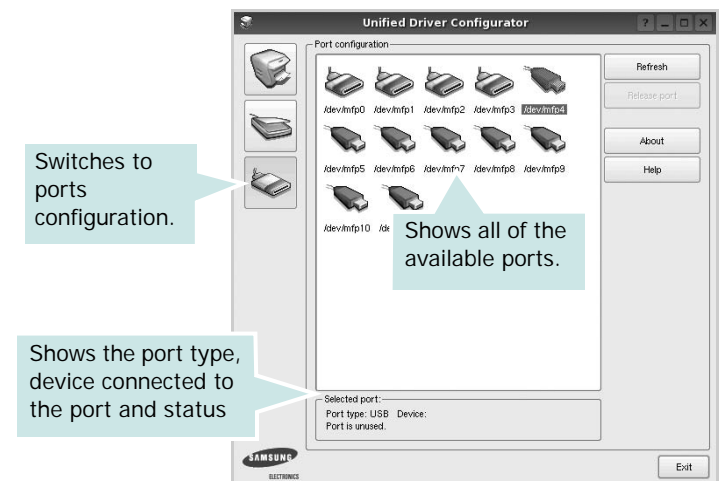 Unified Driver Configurator
Port configuration
Refresh
Release port
About
Help
/dev/mfp0 /dev/mfp1 /dev/mfp2 /dev/mfp3 /dev/mfp4
/dev/mfp5 /dev/mfp6 /dev/mfp7 /dev/mfp8 /dev/mfp9
/dev/mfp10
Switches to
ports
configuration.
Shows all of the
available ports.
Shows the port type,
device connected to
the port and status
Selected port:
Port type: USB Device:
Port is unused.
SAMSUNG
ELECTRONICS
Exit